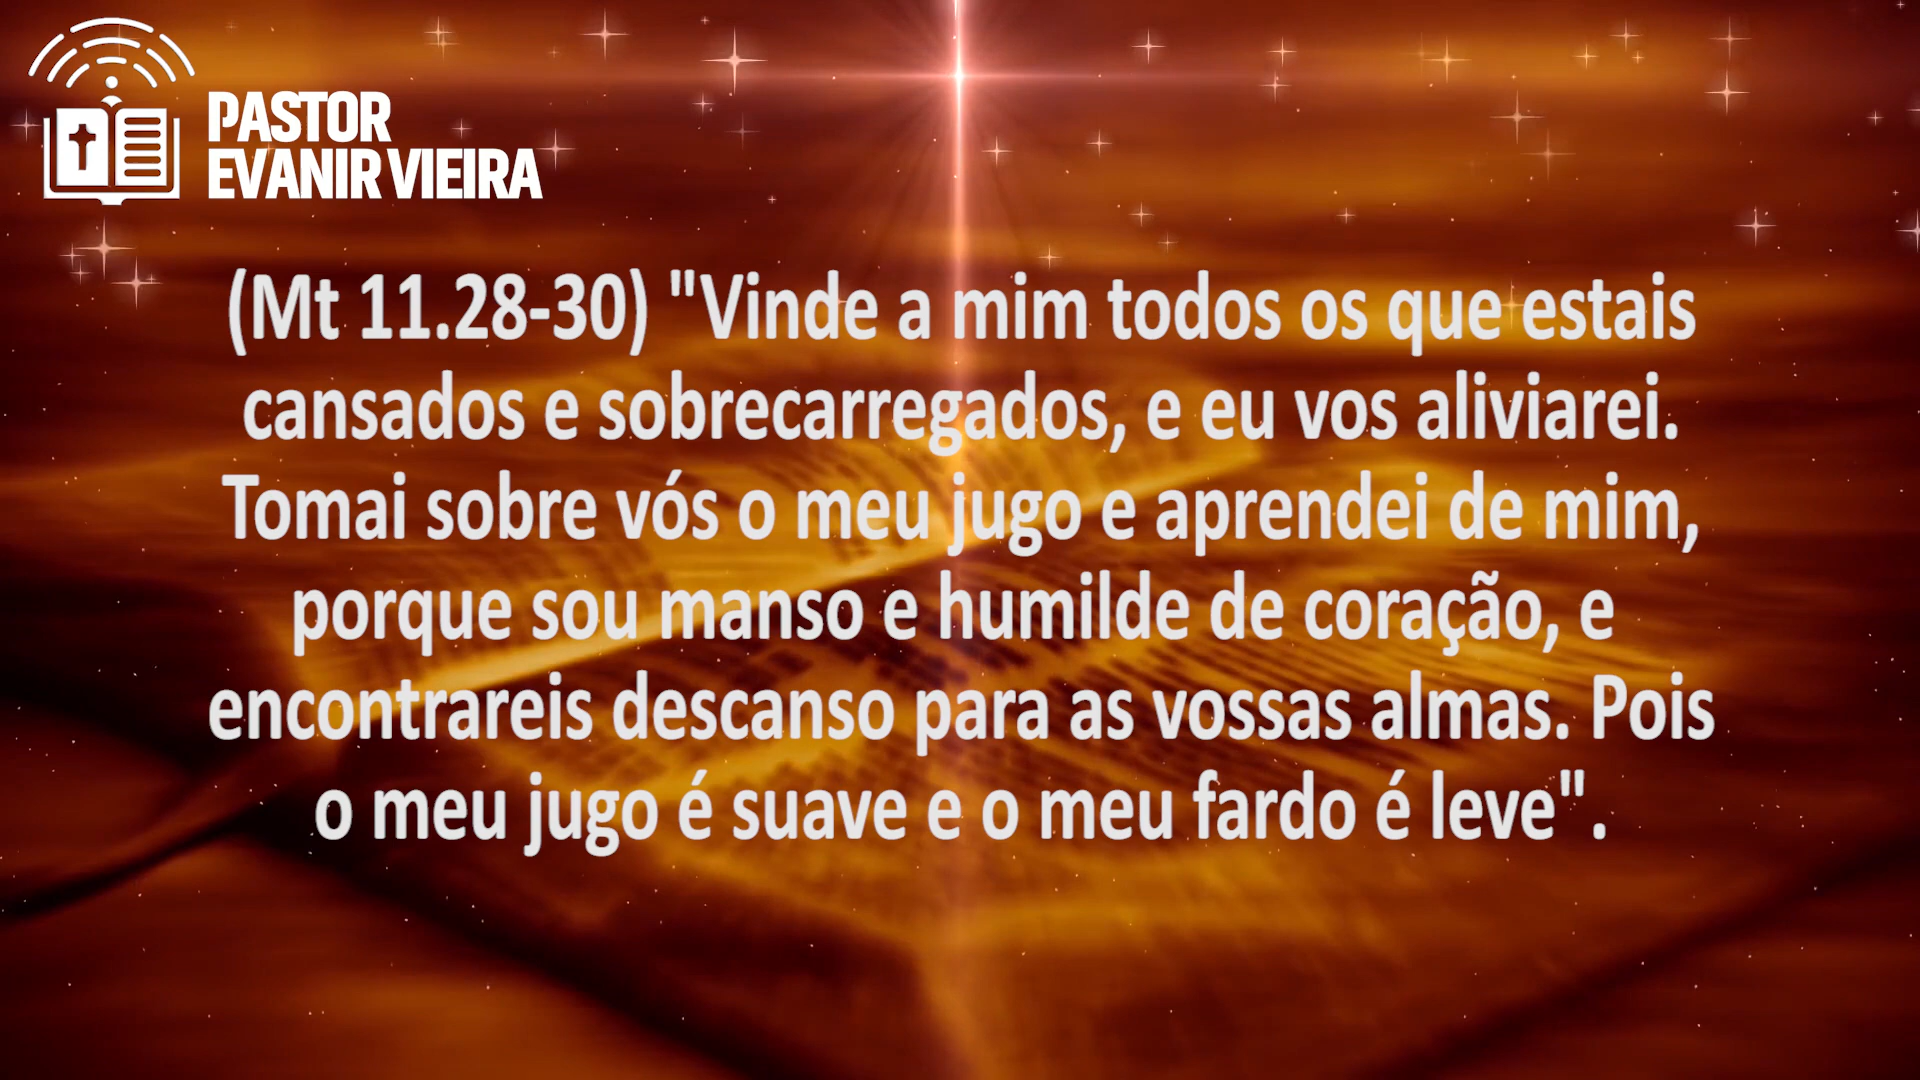 PASTOR
EVANIR VIEIRA
(Mt 11.28-30) "Vinde a mim todos os que estais
cansados e sobrecarregados, e eu vos aliviarei.
Tomai sobre vós o meu jugo e aprendei de mim,
porque sou manso e humilde de coração, e
encontrareis descanso para as vossas almas. Pois
o meu jugo é suave e o meu fardo é leve".